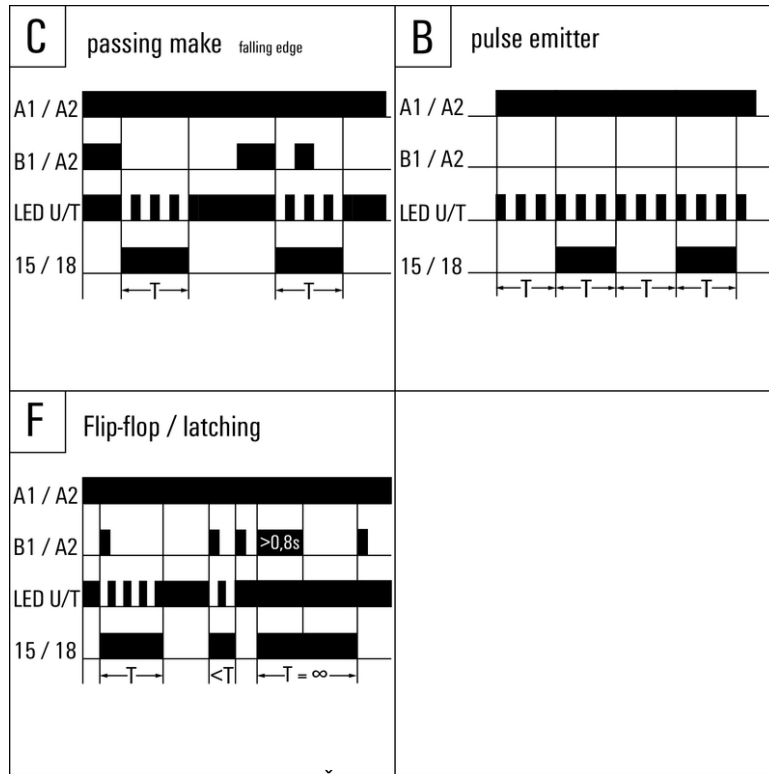 C passing make falling edge
A1 / A2
B1 / A2
LED U/T
15 / 18
T T
B pulse emitter
A1 / A2
B1 / A2
LED U/T
15 / 18
T T T T
F Flip-flop / latching
A1 / A2
B1 / A2 >0,8s
LED U/T
15 / 18
T <T T = ∞